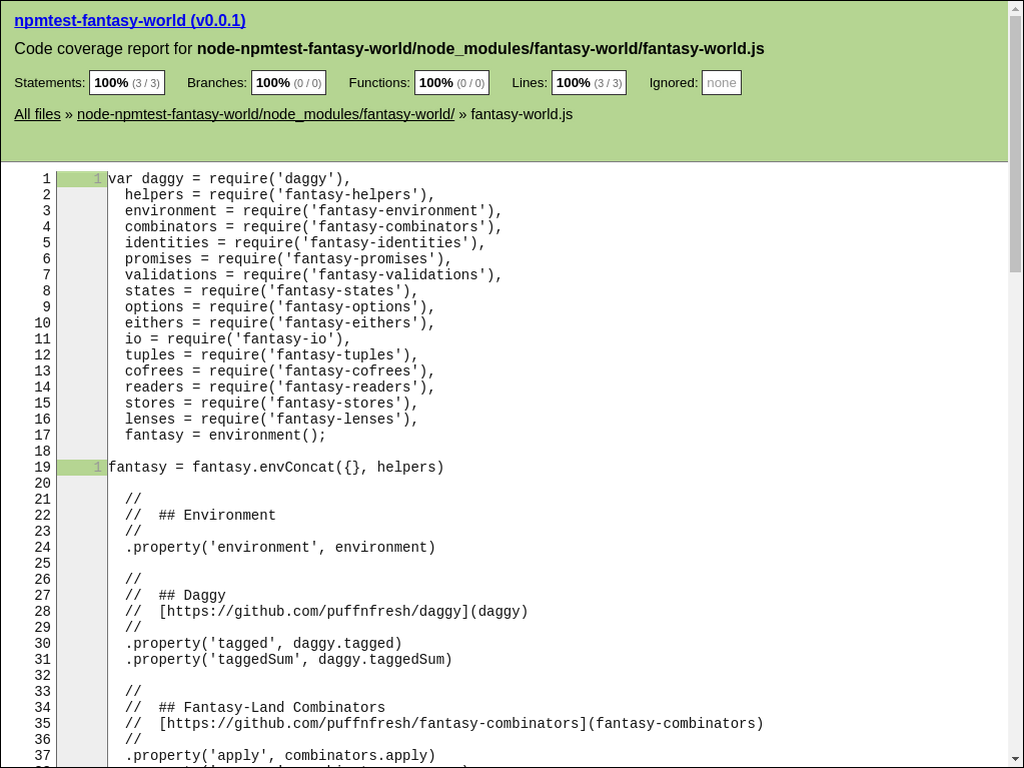 npmtest-fantasy-world (v0.0.1)
Code coverage report for node-npmtest-fantasy-world/node_modules/fantasy-world/fantasy-world.js
Statements: 100% (3 / 3) Branches: 100% (0 / 0) Functions: 100% (0 / 0) Lines: 100% (3 / 3) Ignored: none
All files » node-npmtest-fantasy-world/node_modules/fantasy-world/ » fantasy-world.js
1 1 var daggy = require('daggy'),
2 helpers = require('fantasy-helpers'),
3 environment = require('fantasy-environment'),
4 combinators = require('fantasy-combinators'),
5 identities = require('fantasy-identities'),
6 promises = require('fantasy-promises'),
7 validations = require('fantasy-validations'),
8 states = require('fantasy-states'),
9 options = require('fantasy-options'),
10 eithers = require('fantasy-eithers'),
11 io = require('fantasy-io'),
12 tuples = require('fantasy-tuples'),
13 cofrees = require('fantasy-cofrees'),
14 readers = require('fantasy-readers'),
15 stores = require('fantasy-stores'),
16 lenses = require('fantasy-lenses'),
17 fantasy = environment();
18
19 1 fantasy = fantasy.envConcat({}, helpers)
20
21 //
22 // ## Environment
23 //
24 .property('environment', environment)
25
26 //
27 // ## Daggy
28 // [https://github.com/puffnfresh/daggy](daggy)
29 //
30 .property('tagged', daggy.tagged)
31 .property('taggedSum', daggy.taggedSum)
32
33 //
34 // ## Fantasy-Land Combinators
35 // [https://github.com/puffnfresh/fantasy-combinators](fantasy-combinators)
36 //
37 .property('apply', combinators.apply)